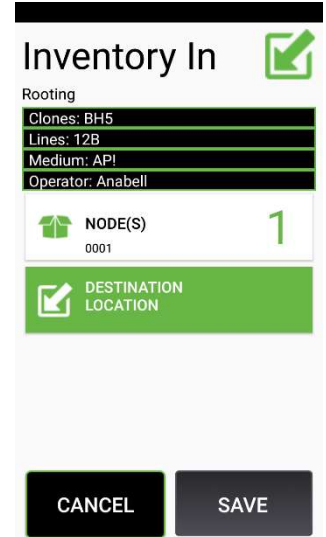 Inventory In
Rooting
Clones: BH5
Lines: 12B
Medium: AP!
Operator: Anabell
NODE(S)
1
0001
DESTINATION
LOCATION
CANCEL
SAVE